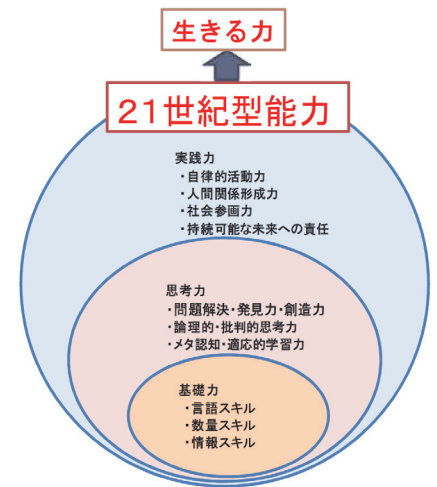 生きる力
21世紀型能力
実践力
・自律的活動力
・人間関係形成力
・社会参画力
・持続可能な未来への責任
思考力
・問題解決・発見力・創造力
・論理的・批判的思考力
・メタ認知・適応的学習力
基礎力
・言語スキル
・数量スキル
・情報スキル